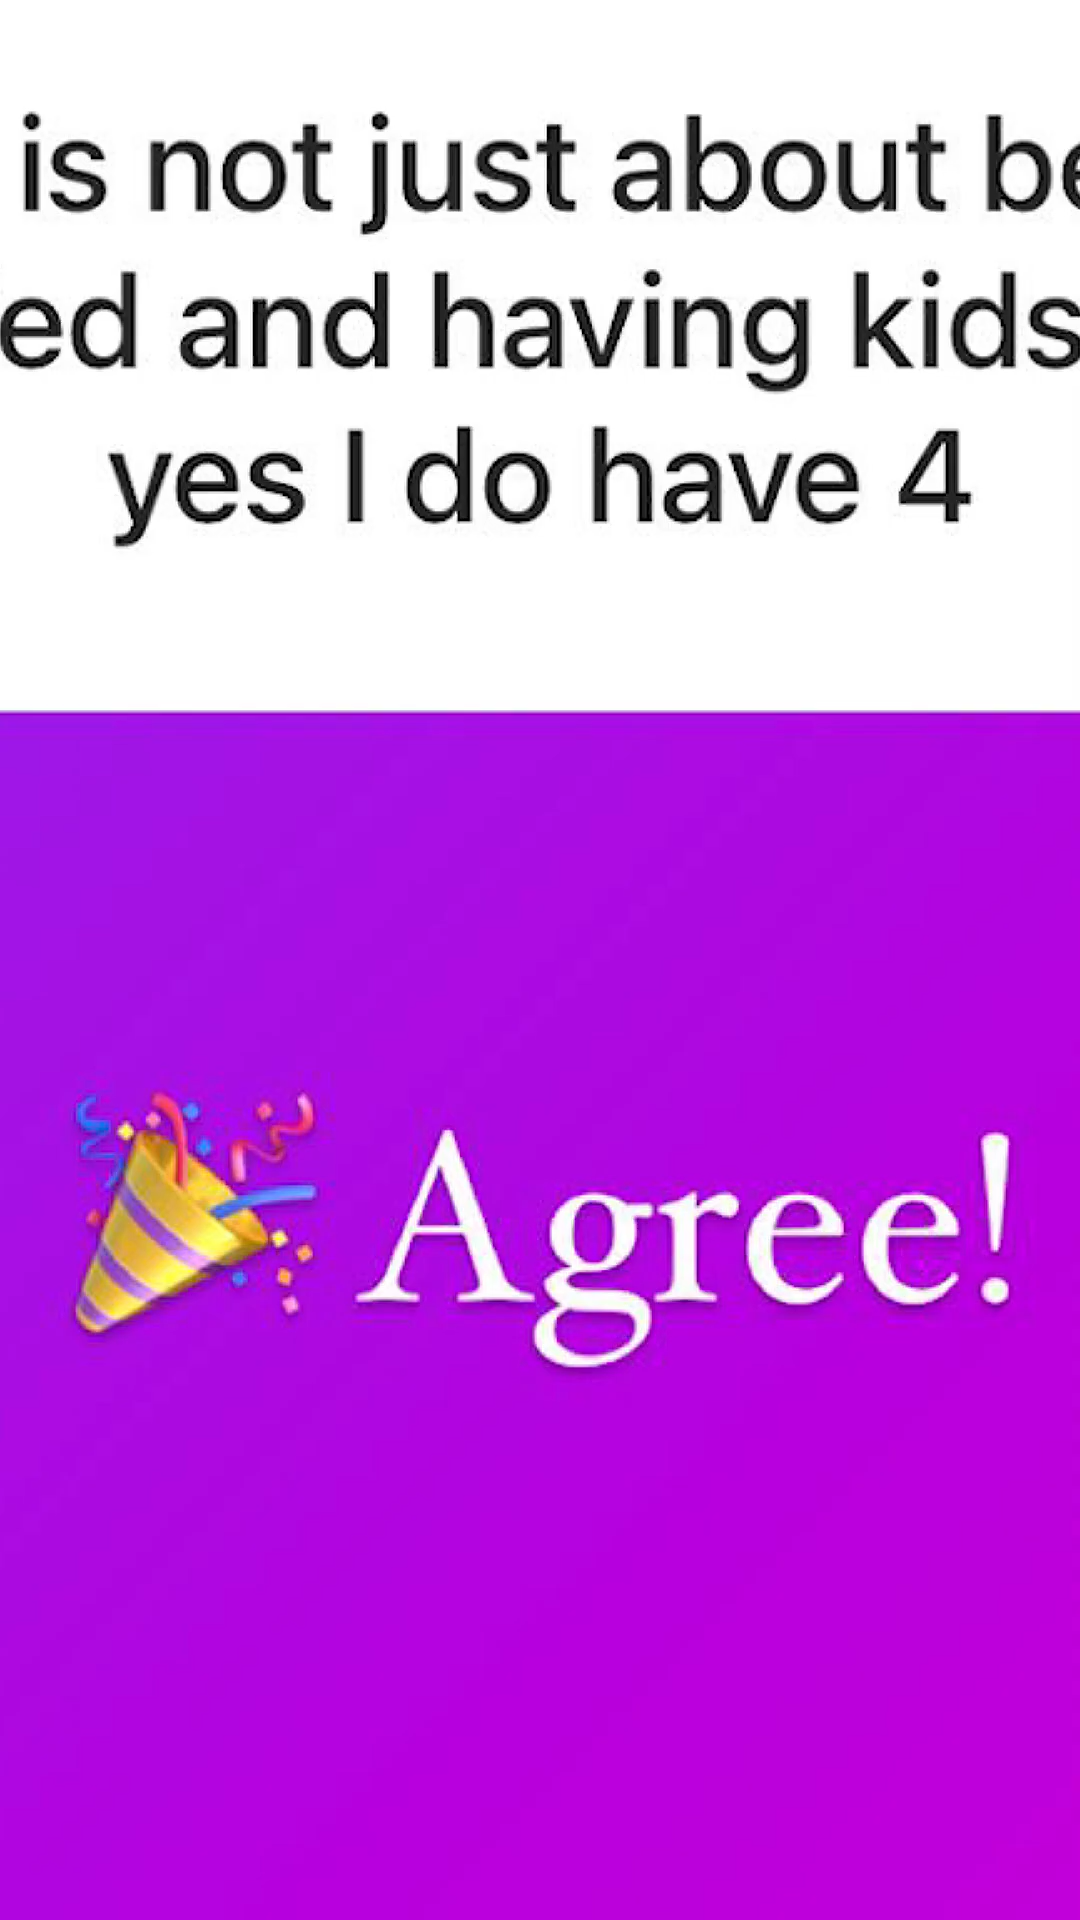 is not just about be
ed and having kids
yes I do have 4
🎉 Agree!